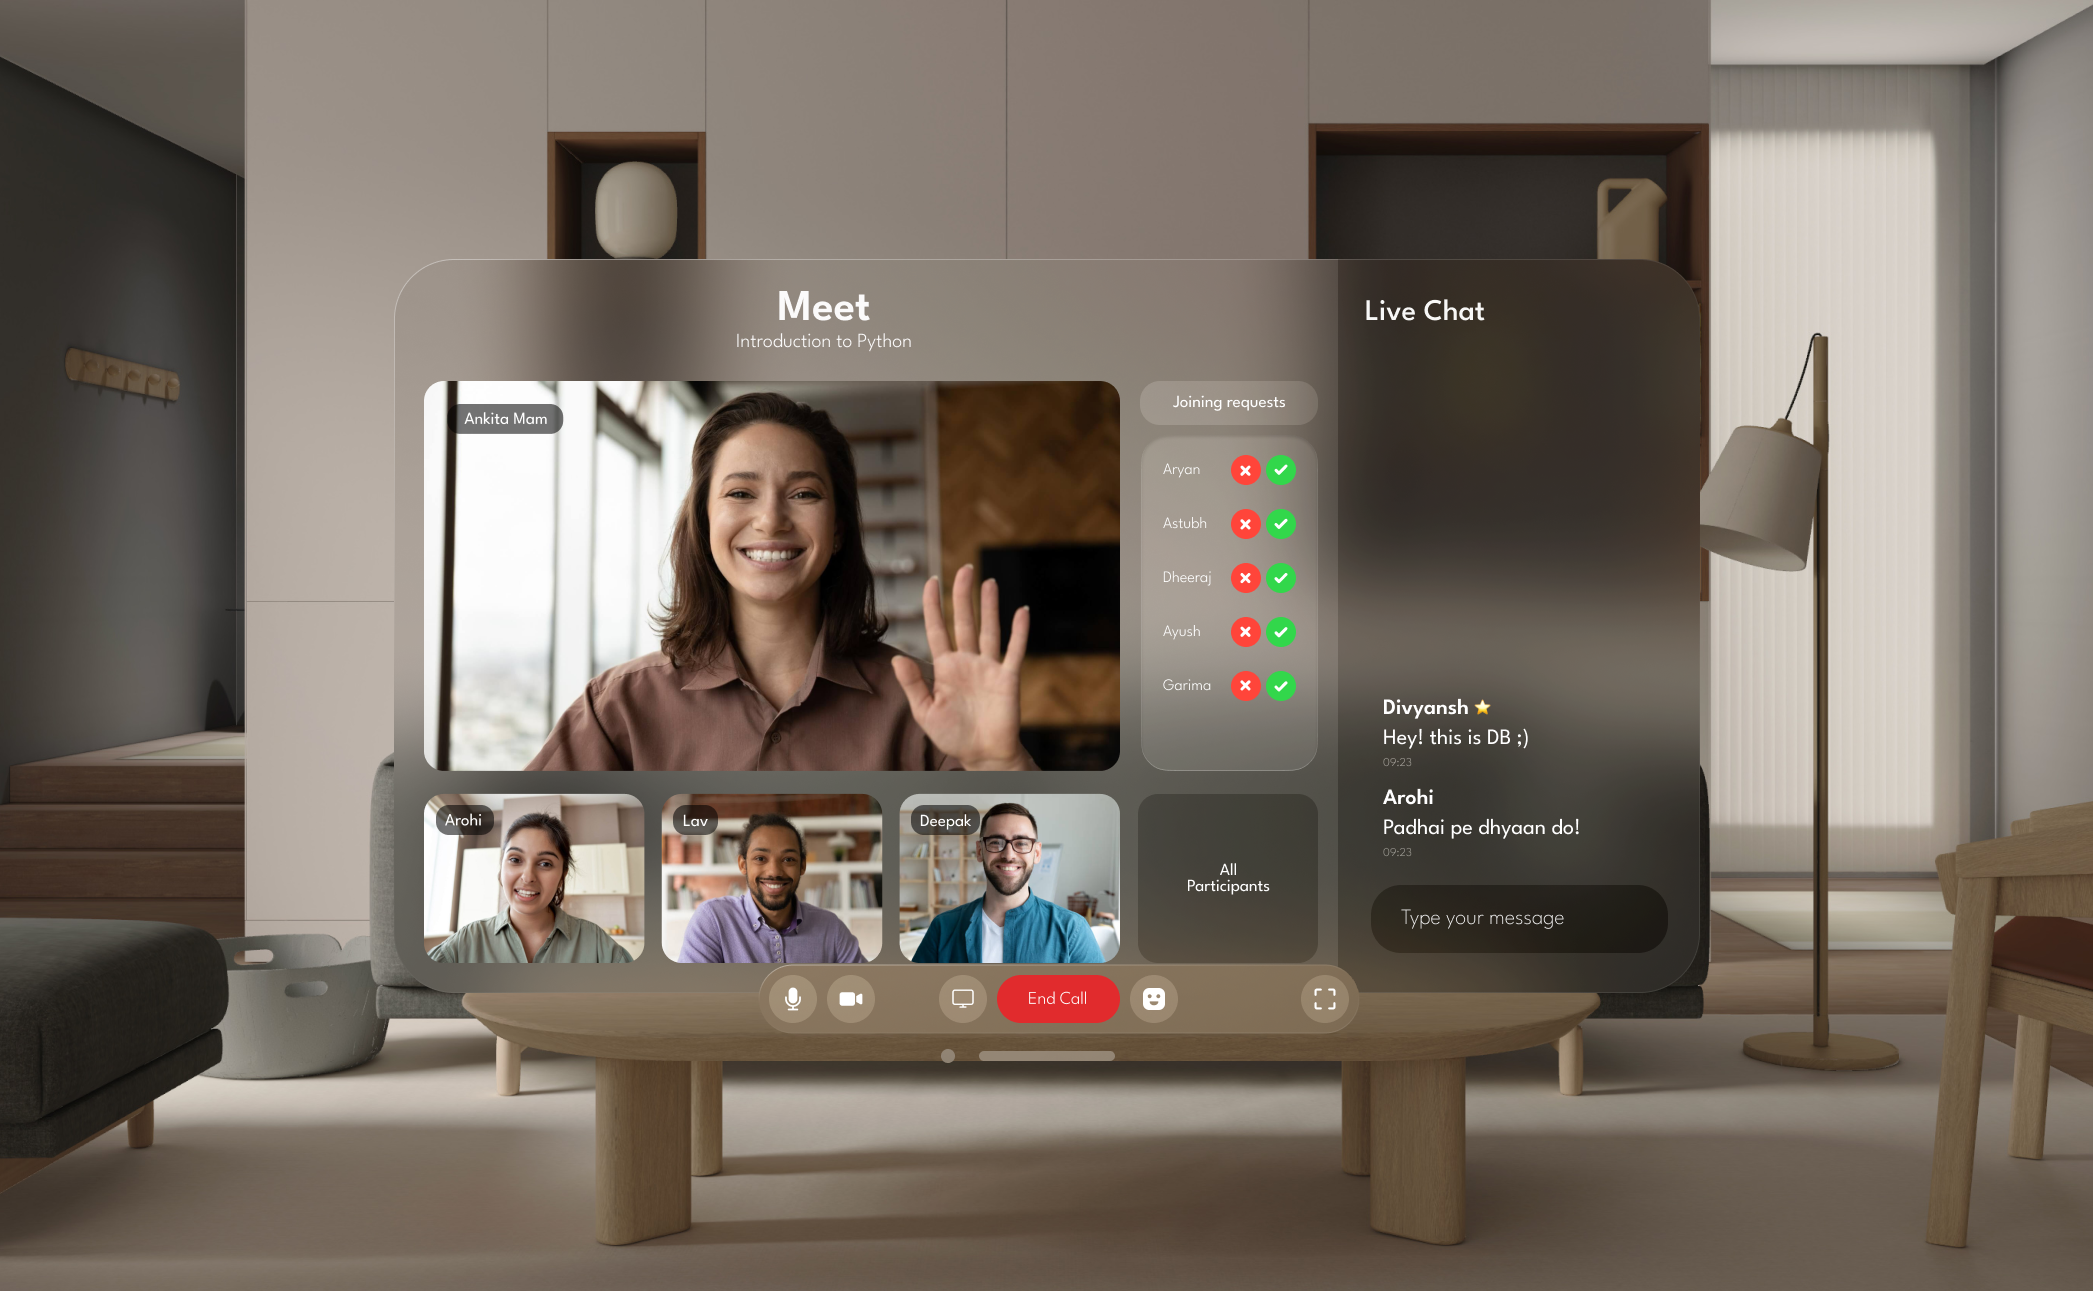 Meet
Introduction to Python
Ankita Mam
Joining requests
Aryan
Astubh
Dheeraj
Ayush
Garima
Arohi
Lav
Deepak
All
Participants
End Call
Live Chat
Divyansh ⭐
Hey! this is DB ;)
09:23
Arohi
Padhai pe dhyaan do!
09:23
Type your message